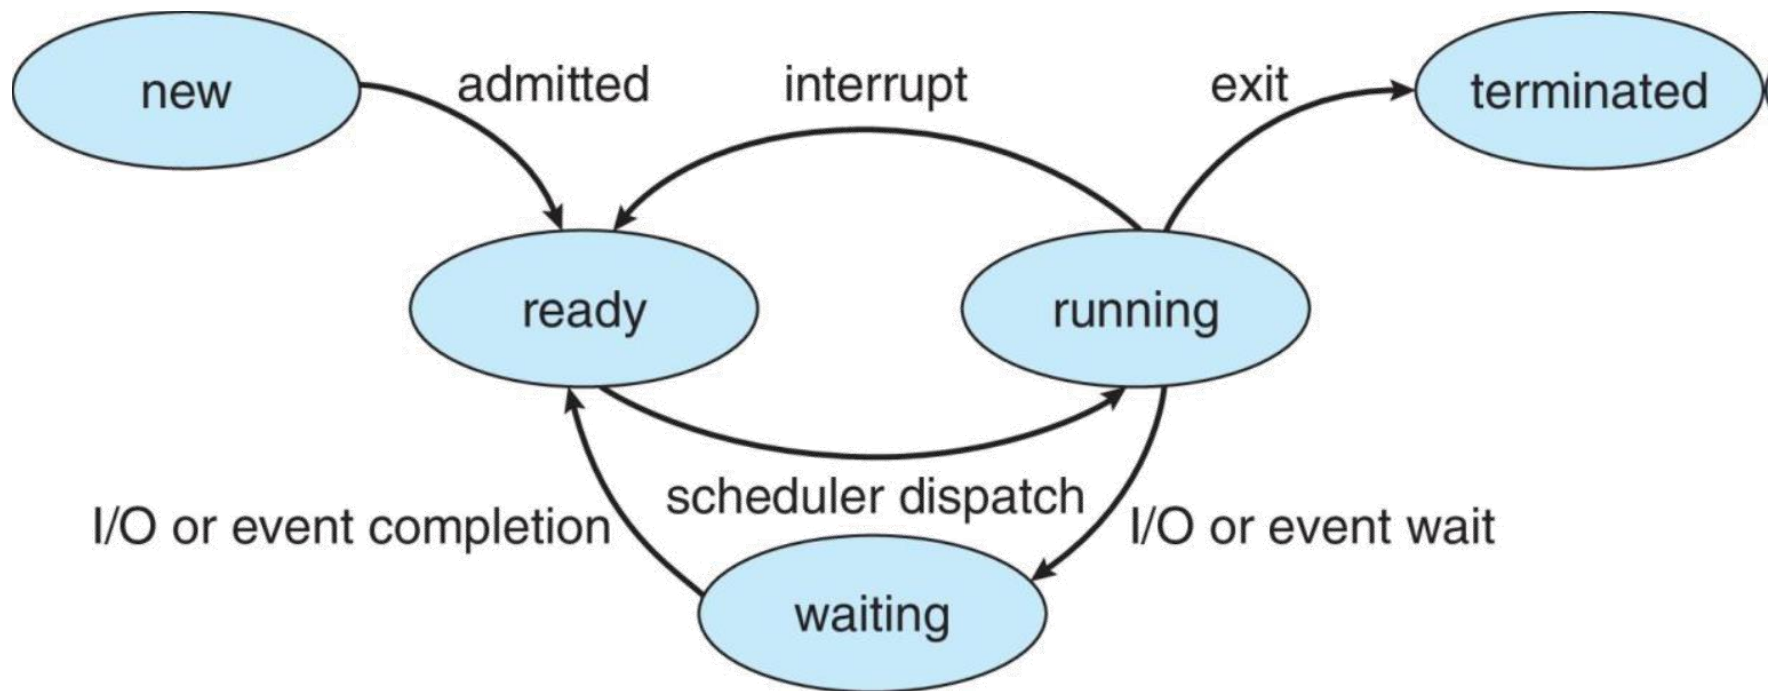 new
admitted
interrupt
exit
terminated
ready
running
scheduler dispatch
I/O or event completion
I/O or event wait
waiting